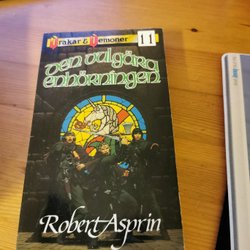 Drakar & Demoner
11
Den vulgära
enhörningen
Robert Asprin